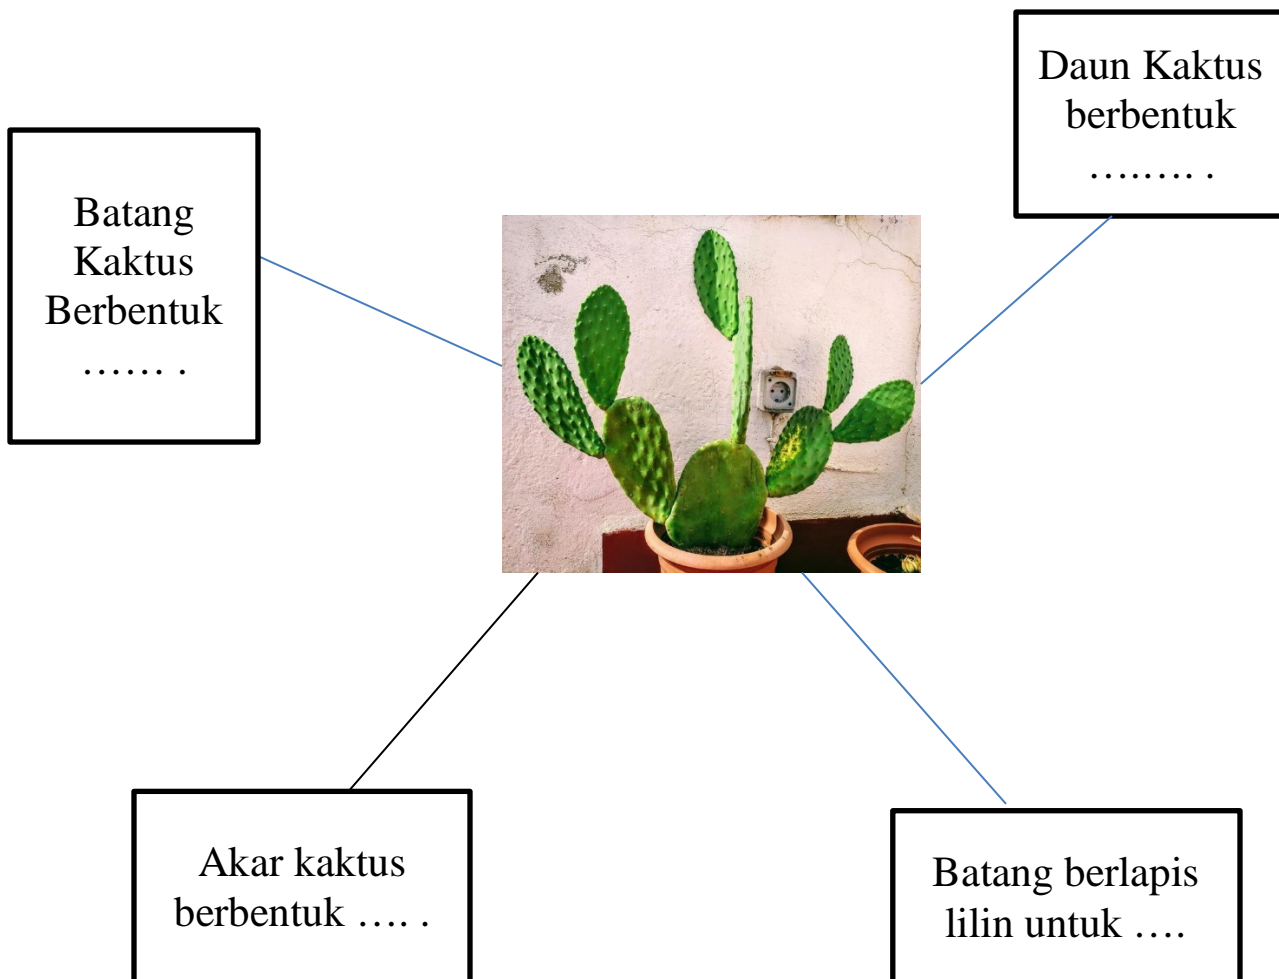 Daun Kaktus
berbentuk
…..…. .
Batang
Kaktus
Berbentuk
…… .
Akar kaktus
berbentuk …. .
Batang berlapis
lilin untuk ….